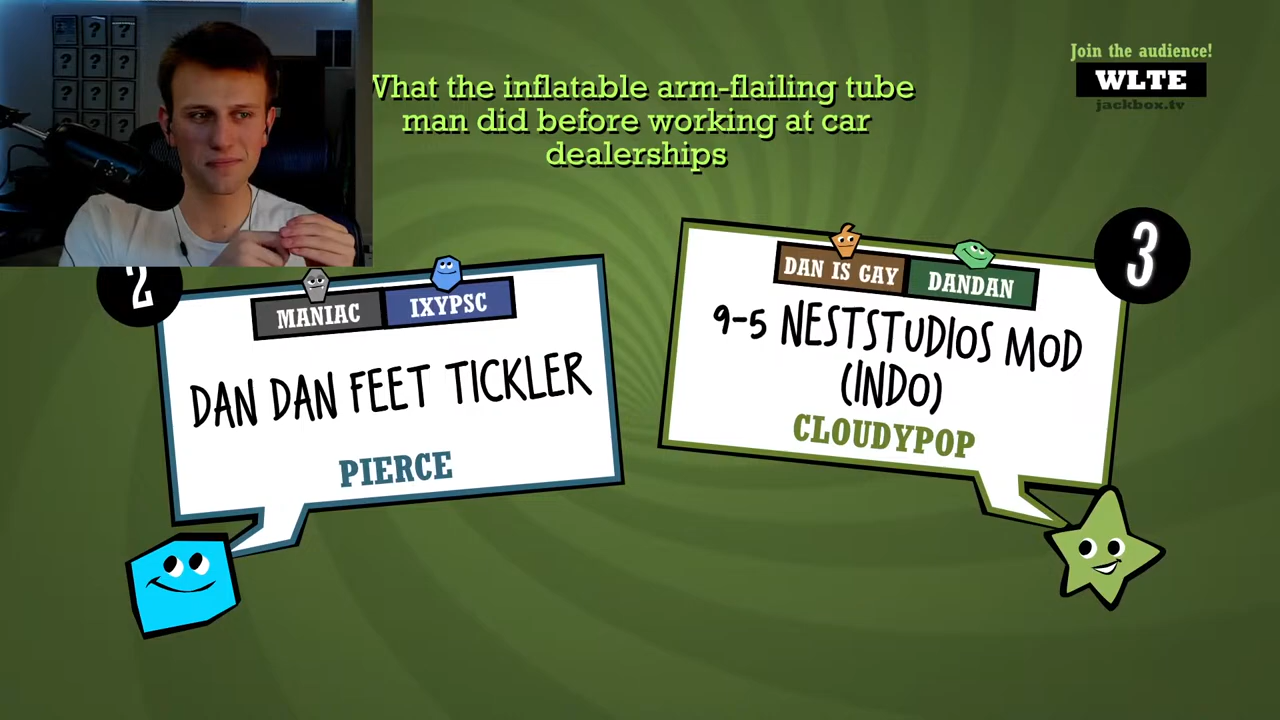 What the inflatable arm-flailing tube
man did before working at car
dealerships
Join the audience!
WLTE
jackbox.tv
? ? ?
? ? ?
? ? ?
? ? ?
2
MANIAC
IXYPSC
DAN DAN FEET TICKLER
PIERCE
3
DAN IS GAY
DANDAN
9-5 NESTSTUDIOS MOD
(INDO)
CLOUDYPOP